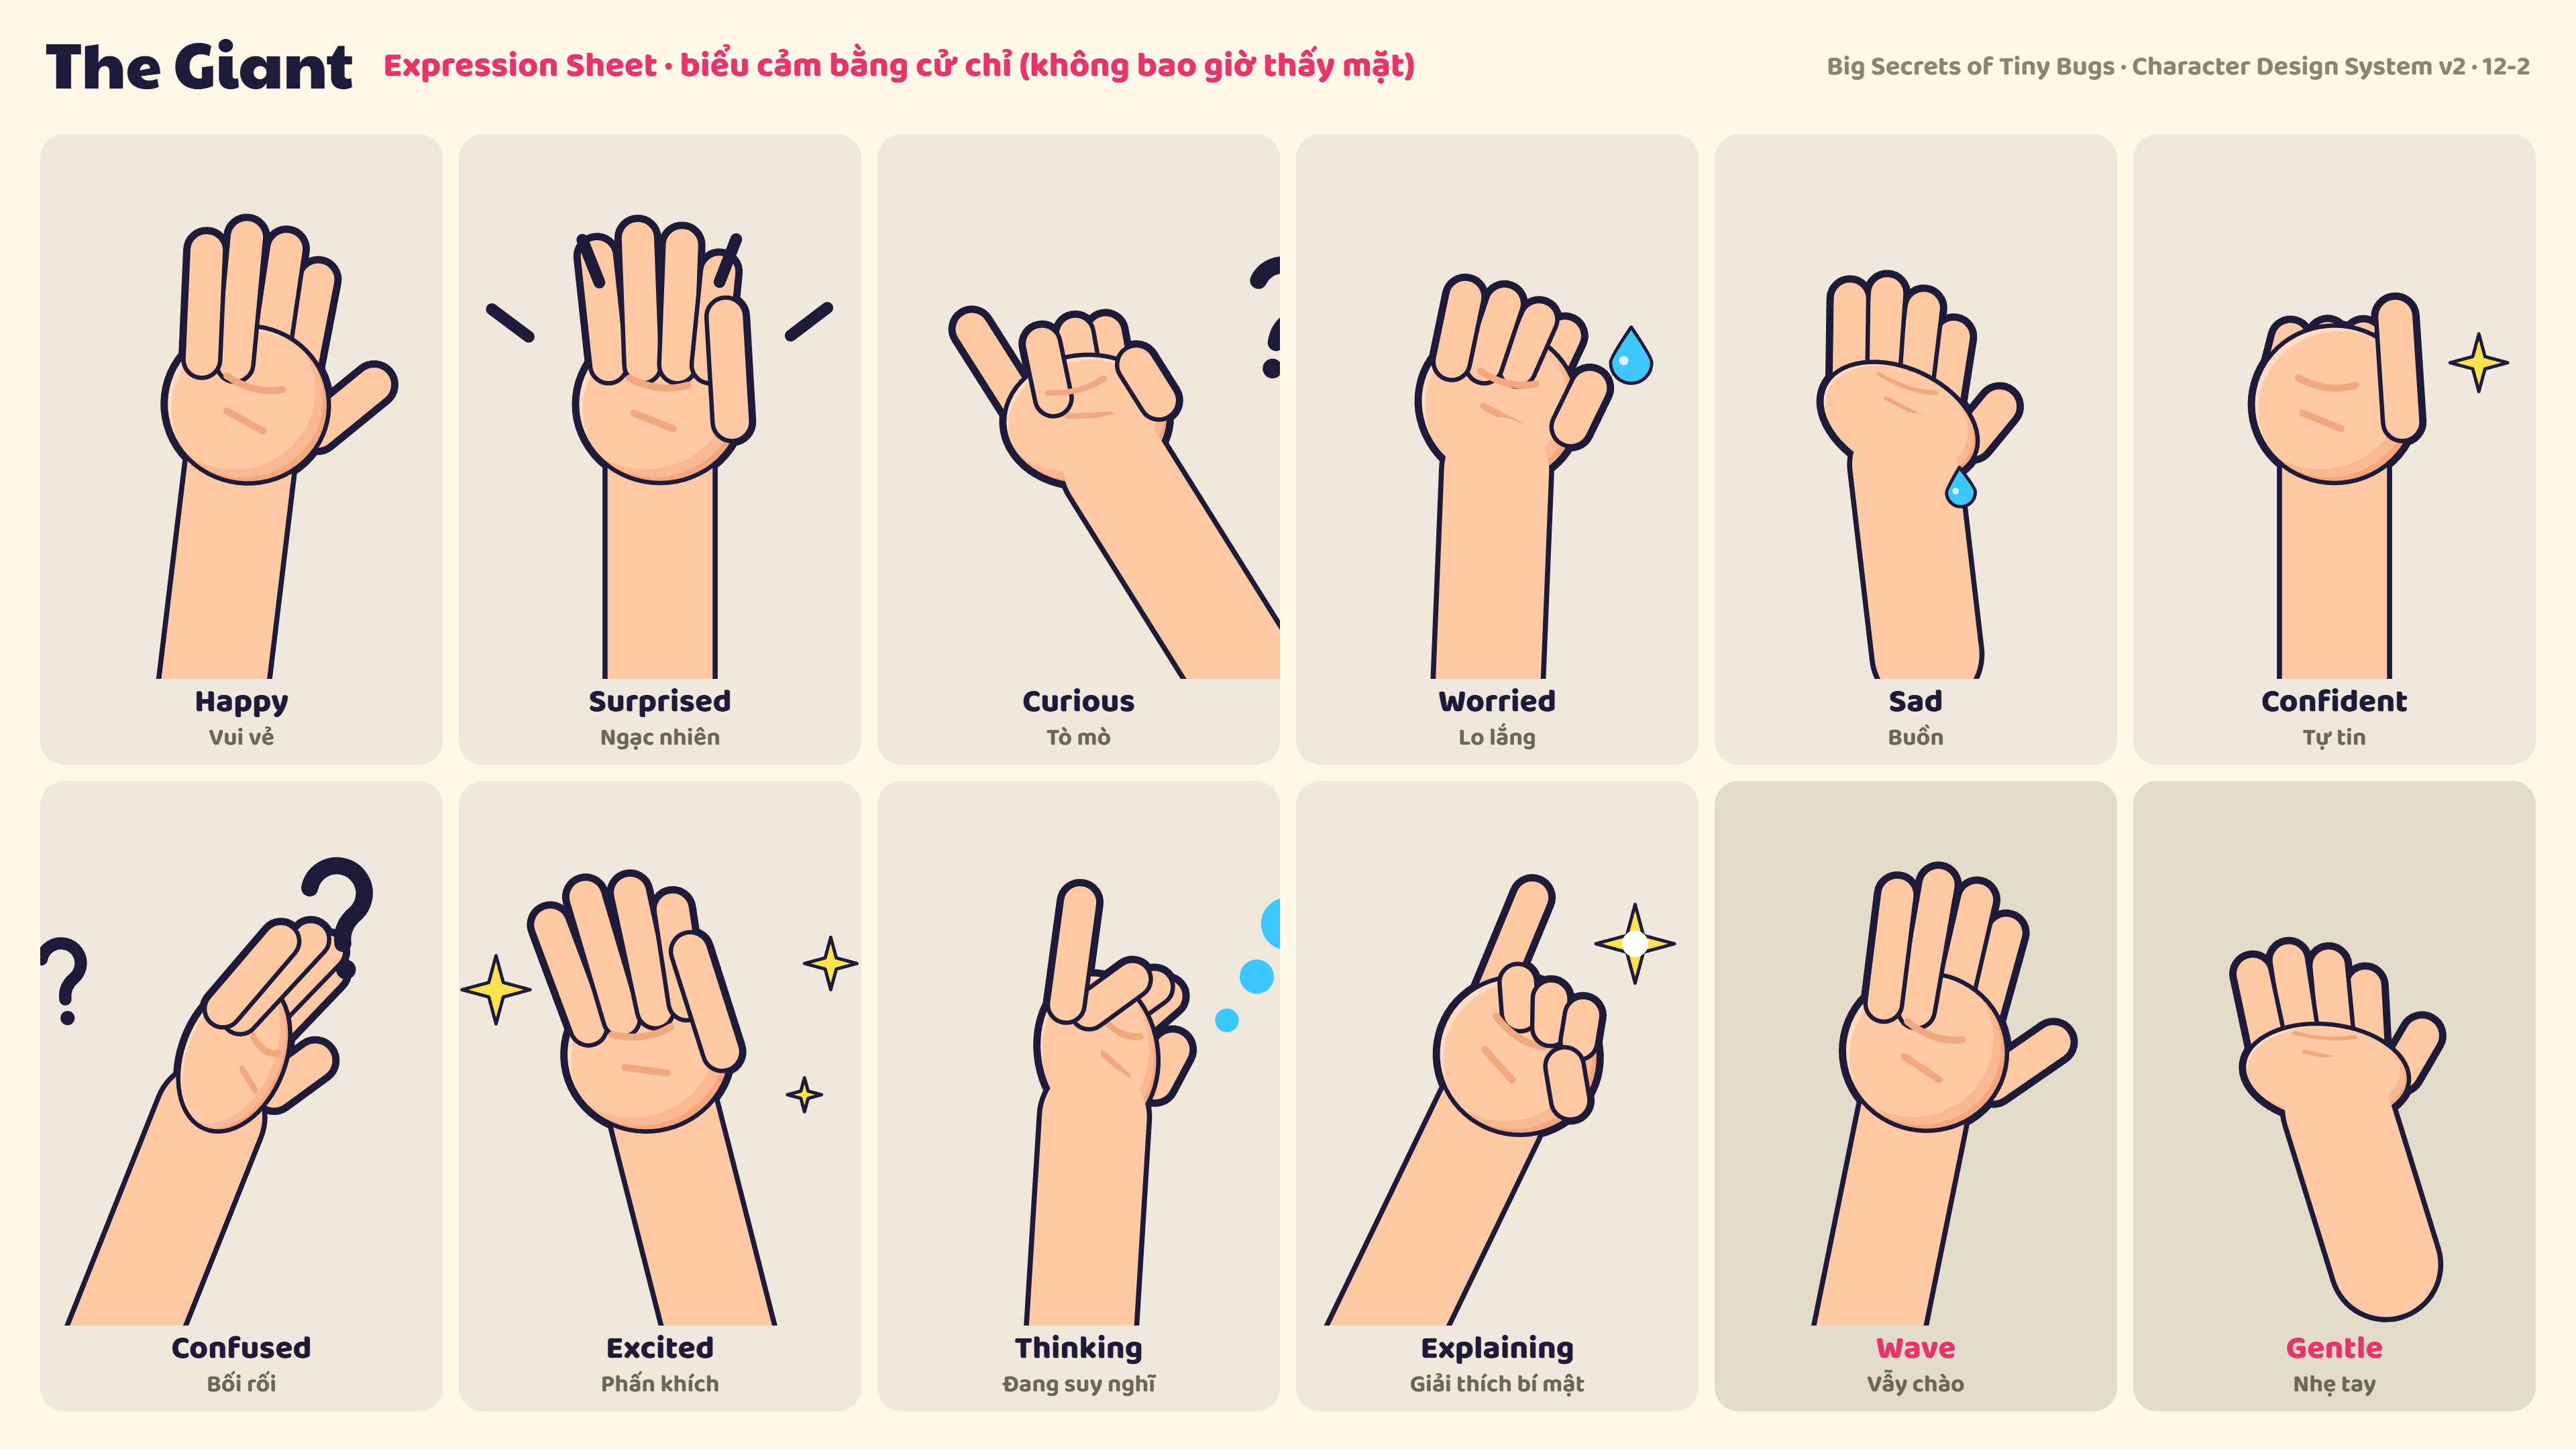 The Giant
Expression Sheet · biểu cảm bằng cử chỉ (không bao giờ thấy mặt)
Big Secrets of Tiny Bugs · Character Design System v2 · 12-2
?
Happy
Vui vẻ
Surprised
Ngạc nhiên
Curious
Tò mò
Worried
Lo lắng
Sad
Buồn
Confident
Tự tin
?
?
Confused
Bối rối
Excited
Phấn khích
Thinking
Đang suy nghĩ
Explaining
Giải thích bí mật
Wave
Vẫy chào
Gentle
Nhẹ tay